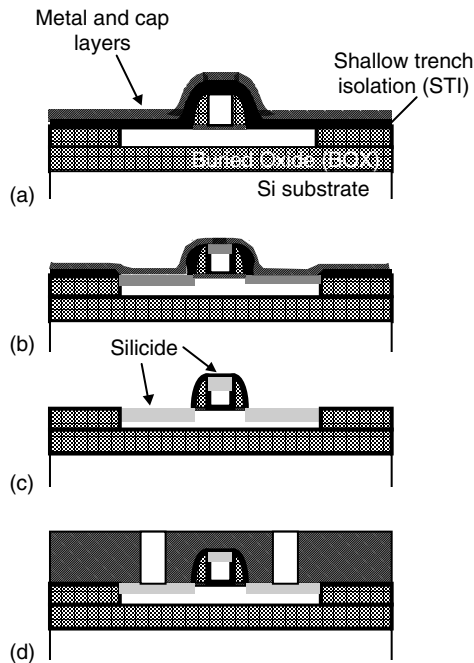 Metal and cap
layers
Shallow trench
isolation (STI)
Buried Oxide (BOX)
Si substrate
(a)
(b)
Silicide
(c)
(d)